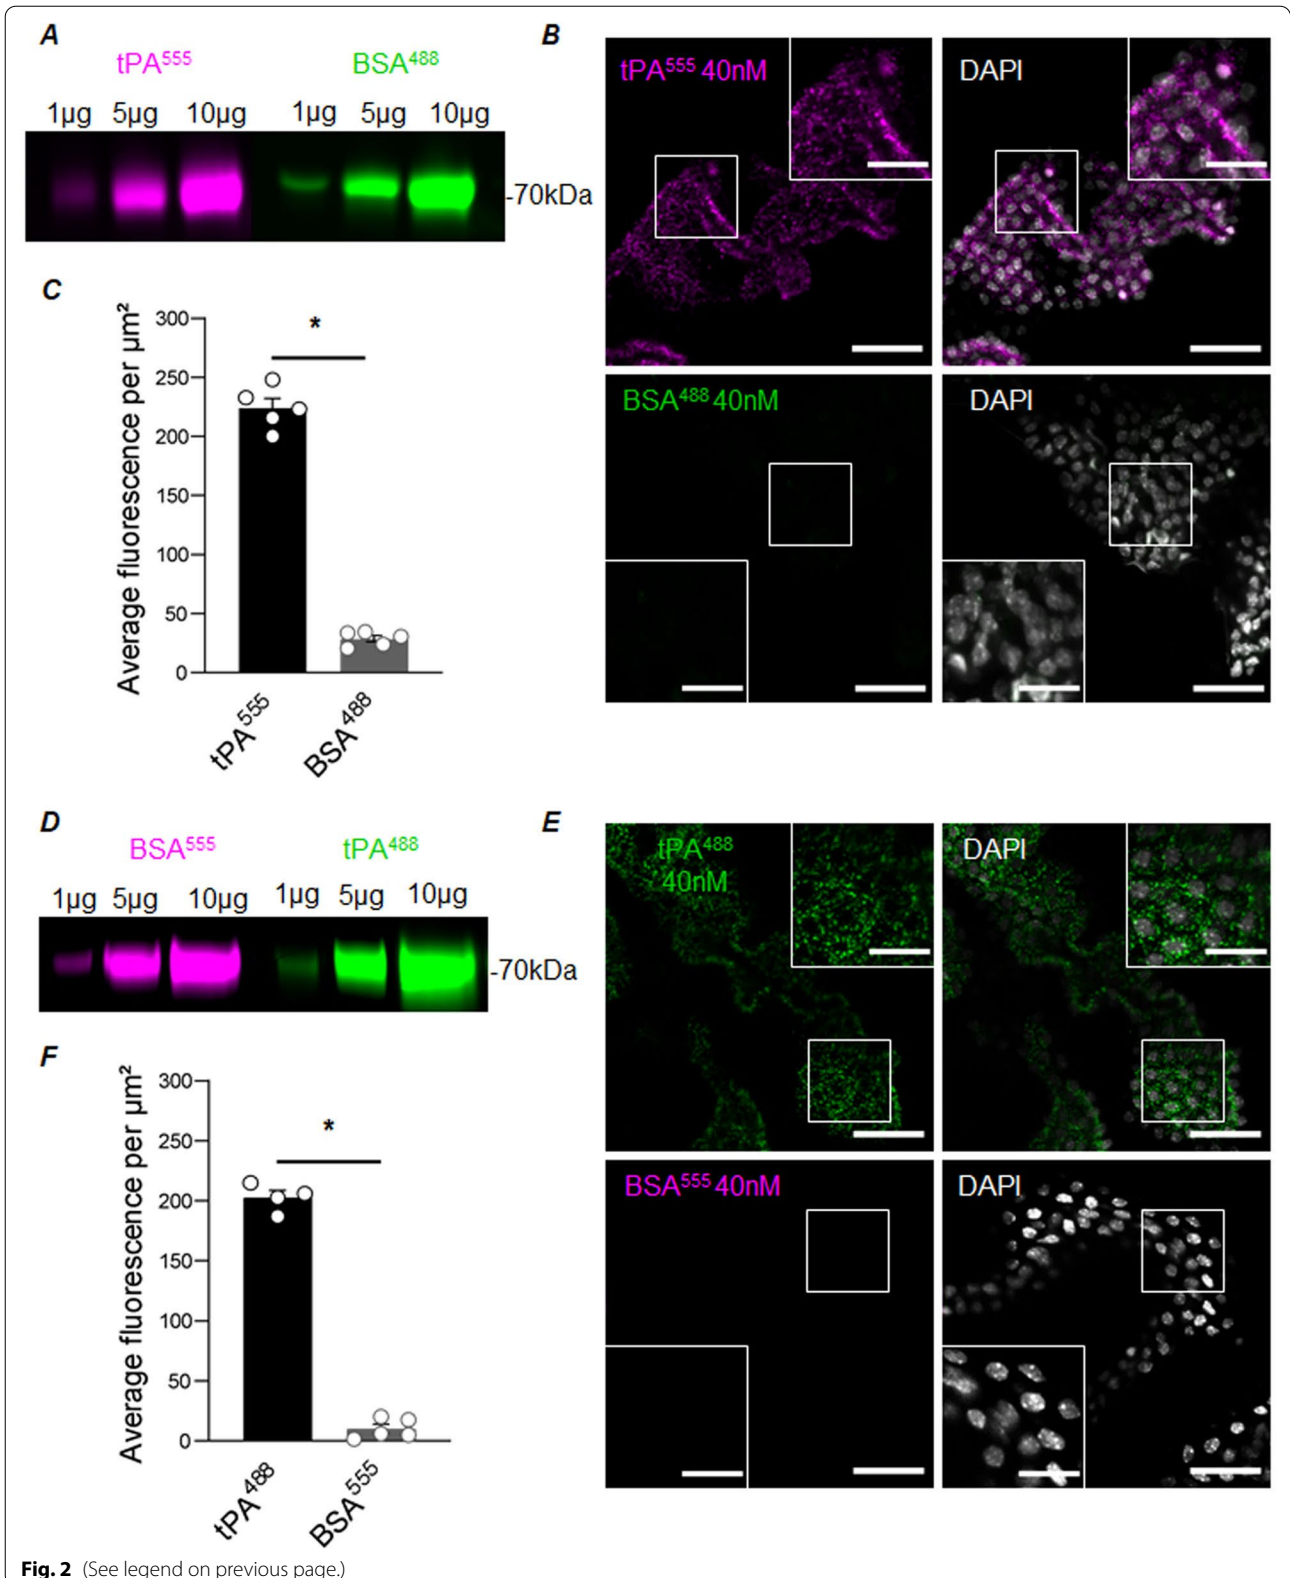 A
tPA⁵⁵⁵ BSA⁴⁸⁸
1µg 5µg 10µg 1µg 5µg 10µg
-70kDa
B
tPA⁵⁵⁵ 40nM
DAPI
BSA⁴⁸⁸ 40nM
DAPI
C
Average fluorescence per µm²
300
250
200
150
100
50
0
*
tPA⁵⁵⁵
BSA⁴⁸⁸
D
BSA⁵⁵⁵ tPA⁴⁸⁸
1µg 5µg 10µg 1µg 5µg 10µg
-70kDa
E
tPA⁴⁸⁸
40nM
DAPI
BSA⁵⁵⁵ 40nM
DAPI
F
Average fluorescence per µm²
300
250
200
150
100
50
0
*
tPA⁴⁸⁸
BSA⁵⁵⁵
Fig. 2 (See legend on previous page.)